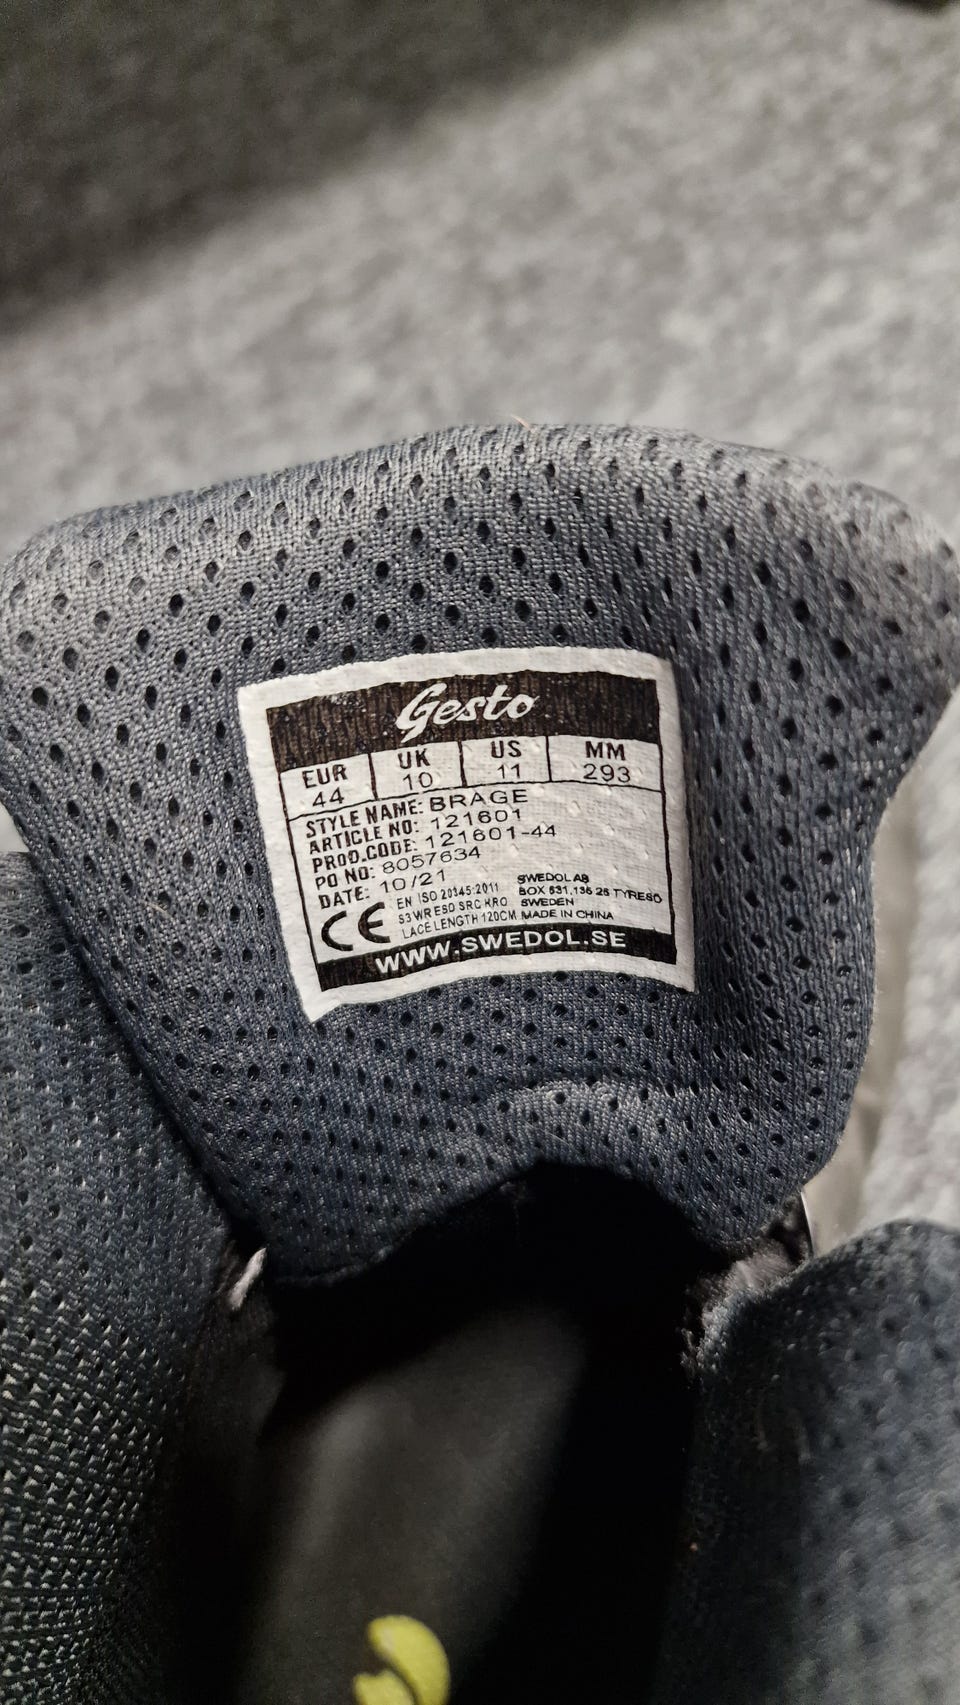 Gesto
EUR UK US MM
44 10 11 293
STYLE NAME: BRAGE
ARTICLE NO: 121601
PROD.CODE: 121601-44
PO NO: 8057634
DATE: 10/21
CE
EN ISO 20345:2011
S3 WR ESD SRC HRO
LACE LENGTH 120CM
SWEDOL AB
BOX 631,135 26 TYRESO
SWEDEN
MADE IN CHINA
WWW.SWEDOL.SE